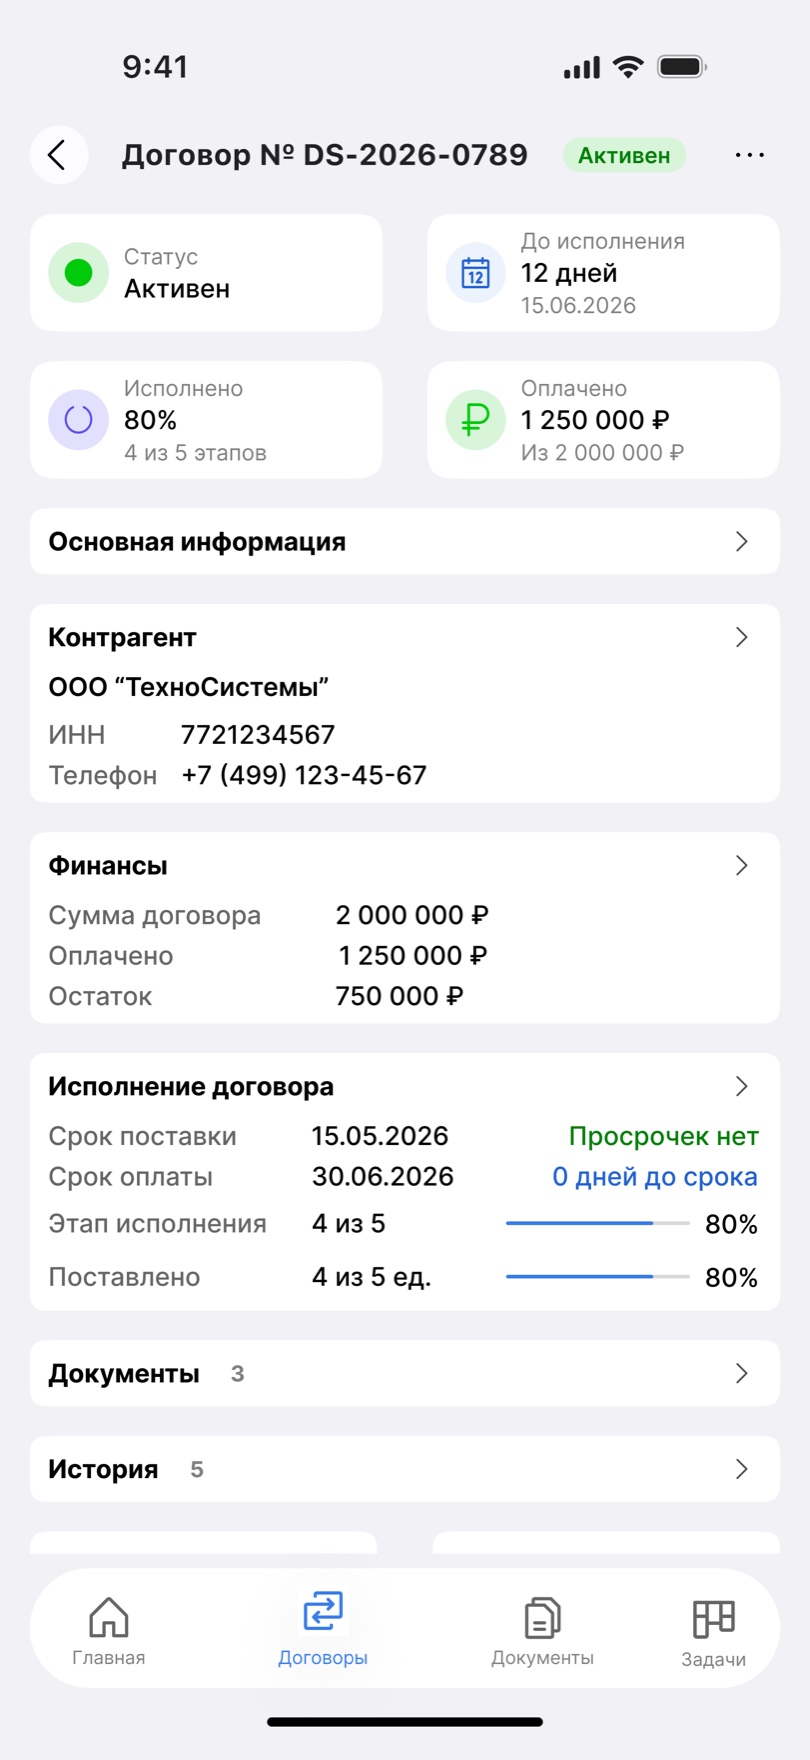 9:41
Договор № DS-2026-0789 Активен
Статус
Активен
До исполнения
12 дней
15.06.2026
12
Исполнено
80%
4 из 5 этапов
Оплачено
1 250 000 ₽
Из 2 000 000 ₽
Основная информация
Контрагент
ООО “ТехноСистемы”
ИНН 7721234567
Телефон +7 (499) 123-45-67
Финансы
Сумма договора 2 000 000 ₽
Оплачено 1 250 000 ₽
Остаток 750 000 ₽
Исполнение договора
Срок поставки 15.05.2026 Просрочек нет
Срок оплаты 30.06.2026 0 дней до срока
Этап исполнения 4 из 5 80%
Поставлено 4 из 5 ед. 80%
Документы 3
История 5
Главная Договоры Документы Задачи